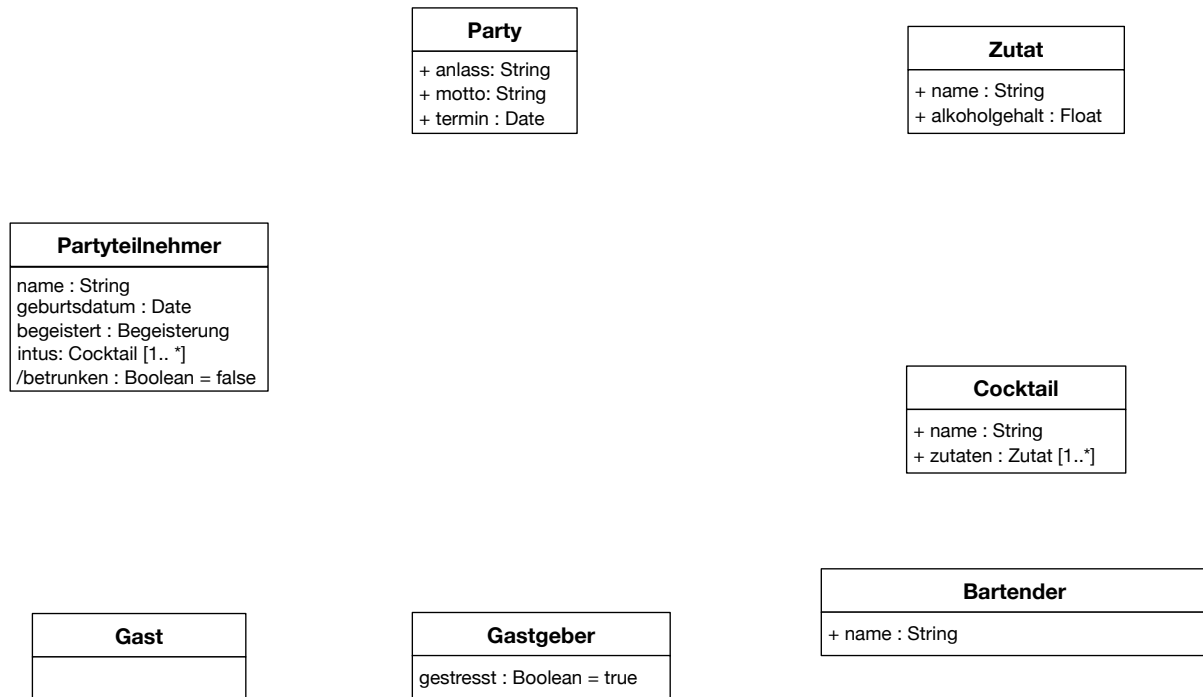 Party
+ anlass: String
+ motto: String
+ termin : Date
Zutat
+ name : String
+ alkoholgehalt : Float
Partyteilnehmer
name : String
geburtsdatum : Date
begeistert : Begeisterung
intus: Cocktail [1.. *]
/betrunken : Boolean = false
Cocktail
+ name : String
+ zutaten : Zutat [1..*]
Bartender
+ name : String
Gast
Gastgeber
gestresst : Boolean = true